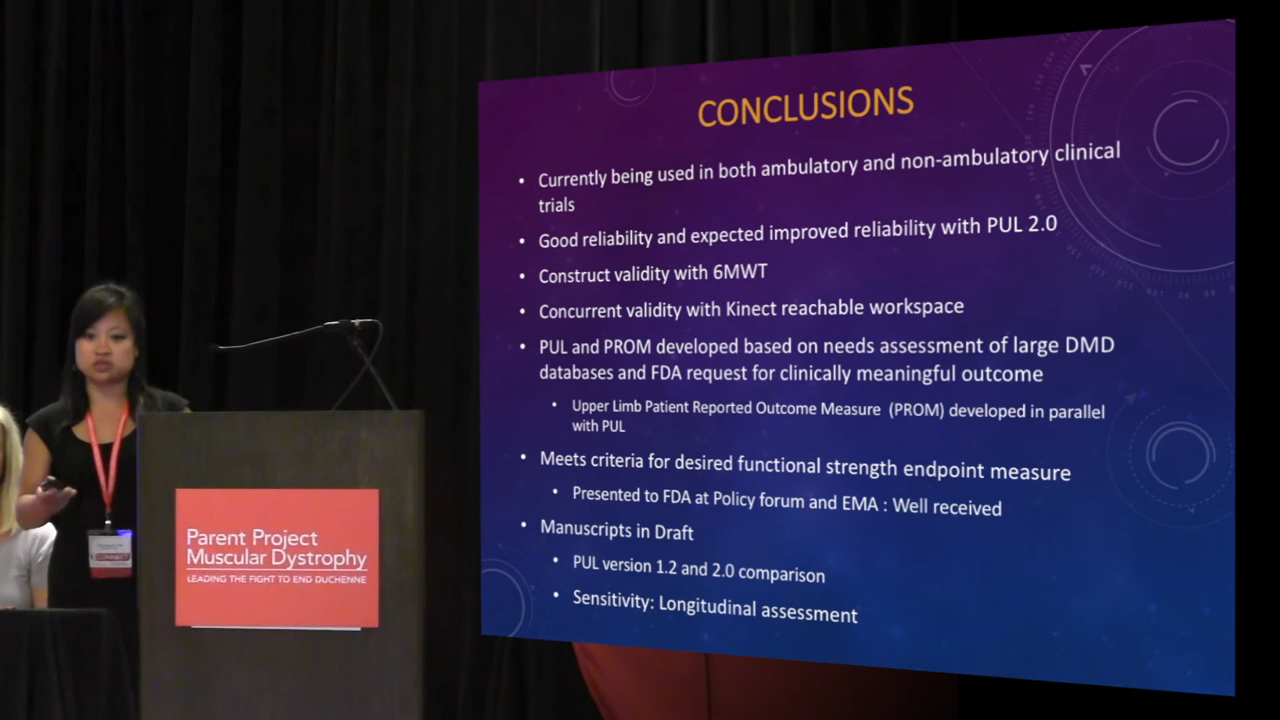 CONCLUSIONS
• Currently being used in both ambulatory and non-ambulatory clinical
trials
• Good reliability and expected improved reliability with PUL 2.0
• Construct validity with 6MWT
• Concurrent validity with Kinect reachable workspace
• PUL and PROM developed based on needs assessment of large DMD
databases and FDA request for clinically meaningful outcome
• Upper Limb Patient Reported Outcome Measure (PROM) developed in parallel
with PUL
• Meets criteria for desired functional strength endpoint measure
• Presented to FDA at Policy forum and EMA : Well received
• Manuscripts in Draft
• PUL version 1.2 and 2.0 comparison
• Sensitivity: Longitudinal assessment
Parent Project
Muscular Dystrophy
LEADING THE FIGHT TO END DUCHENNE
CONNECT